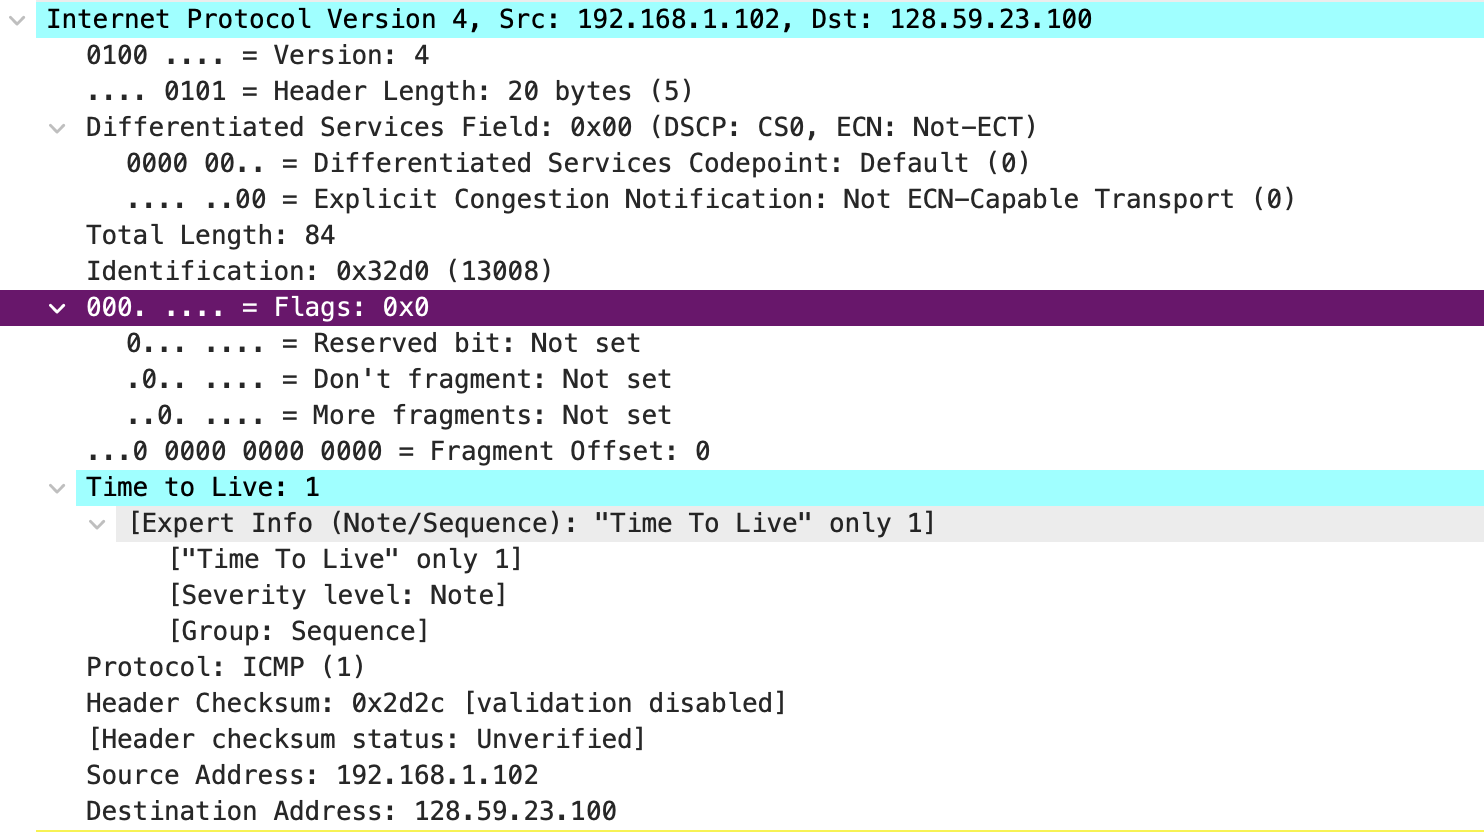 Internet Protocol Version 4, Src: 192.168.1.102, Dst: 128.59.23.100
0100 .... = Version: 4
.... 0101 = Header Length: 20 bytes (5)
Differentiated Services Field: 0x00 (DSCP: CS0, ECN: Not-ECT)
0000 00.. = Differentiated Services Codepoint: Default (0)
.... ..00 = Explicit Congestion Notification: Not ECN-Capable Transport (0)
Total Length: 84
Identification: 0x32d0 (13008)
000. .... = Flags: 0x0
0... .... = Reserved bit: Not set
.0.. .... = Don't fragment: Not set
..0. .... = More fragments: Not set
...0 0000 0000 0000 = Fragment Offset: 0
Time to Live: 1
[Expert Info (Note/Sequence): "Time To Live" only 1]
["Time To Live" only 1]
[Severity level: Note]
[Group: Sequence]
Protocol: ICMP (1)
Header Checksum: 0x2d2c [validation disabled]
[Header checksum status: Unverified]
Source Address: 192.168.1.102
Destination Address: 128.59.23.100